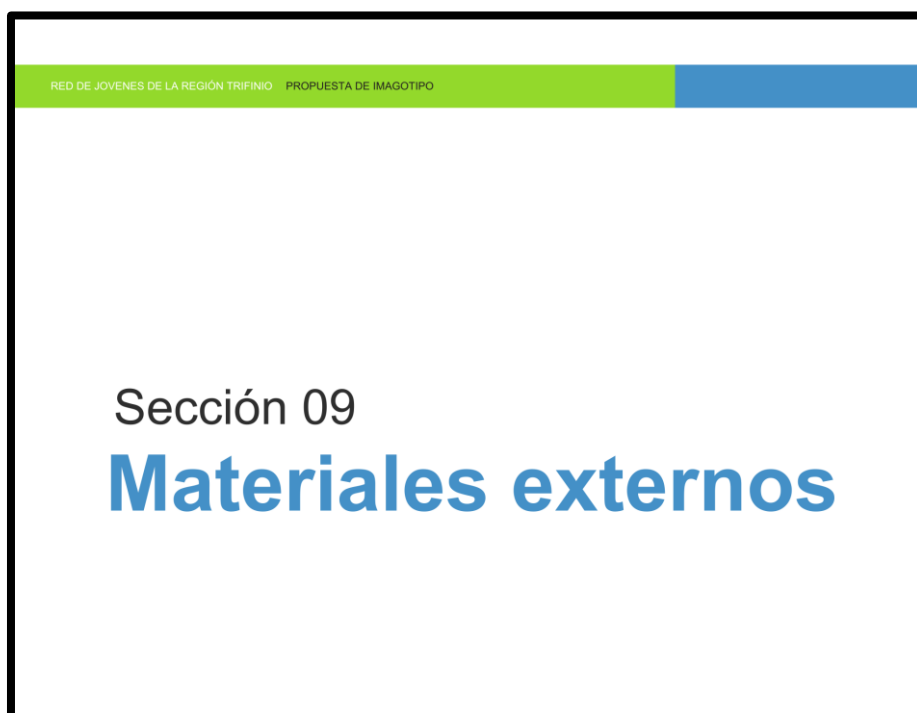 RED DE JOVENES DE LA REGIÓN TRIFINIO PROPUESTA DE IMAGOTIPO
Sección 09
Materiales externos